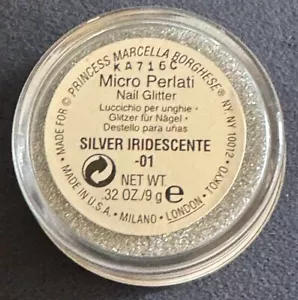 KA716C
• MADE FOR © PRINCESS MARCELLA BORGHESE® NY. NY 10012 • TOKYO
Micro Perlati
Nail Glitter
Luccichio per unghie •
Glitzer für Nägel •
Destello para uñas
SILVER IRIDESCENTE
-01
NET WT.
.32 OZ./9 g ℮
MADE IN U.S.A. • MILANO • LONDON •